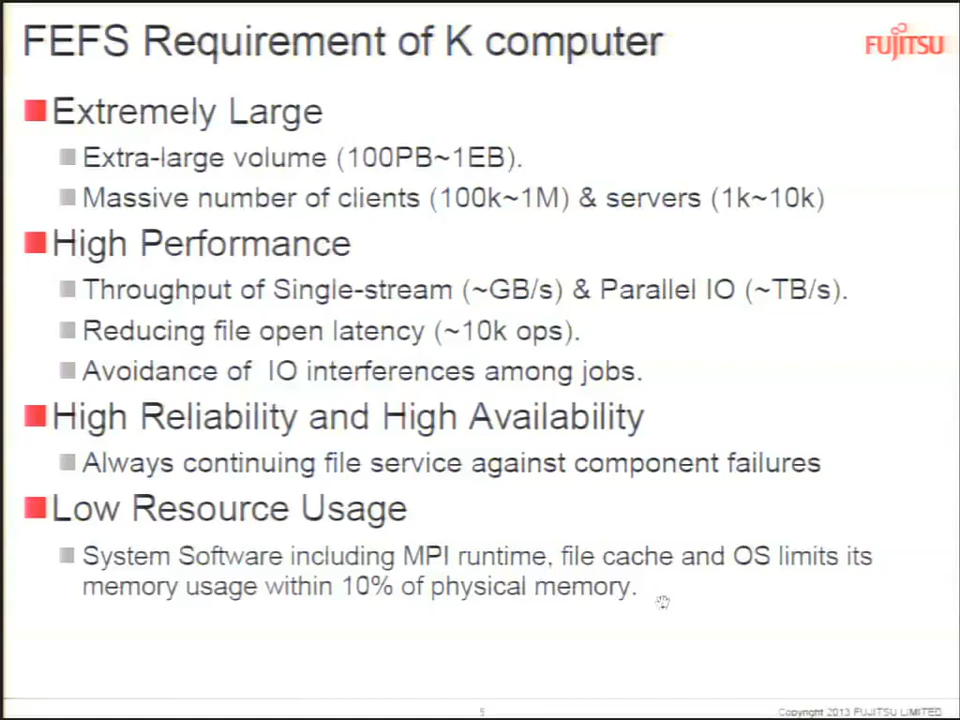 FEFS Requirement of K computer
FUJITSU
Extremely Large
Extra-large volume (100PB~1EB).
Massive number of clients (100k~1M) & servers (1k~10k)
High Performance
Throughput of Single-stream (~GB/s) & Parallel IO (~TB/s).
Reducing file open latency (~10k ops).
Avoidance of IO interferences among jobs.
High Reliability and High Availability
Always continuing file service against component failures
Low Resource Usage
System Software including MPI runtime, file cache and OS limits its
memory usage within 10% of physical memory.
5
Copyright 2013 FUJITSU LIMITED